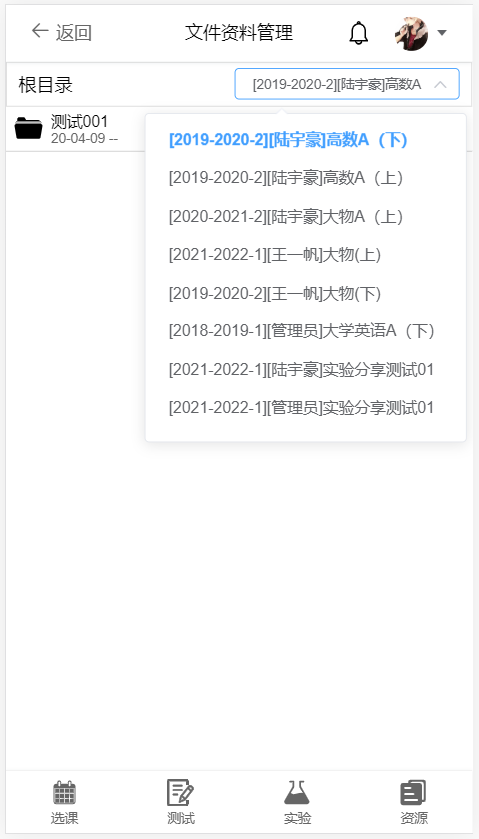 返回
文件资料管理
根目录
[2019-2020-2][陆宇豪]高数A
测试001
20-04-09 --
[2019-2020-2][陆宇豪]高数A（下）
[2019-2020-2][陆宇豪]高数A（上）
[2020-2021-2][陆宇豪]大物A（上）
[2021-2022-1][王一帆]大物(上)
[2019-2020-2][王一帆]大物(下)
[2018-2019-1][管理员]大学英语A（下）
[2021-2022-1][陆宇豪]实验分享测试01
[2021-2022-1][管理员]实验分享测试01
选课
测试
实验
资源